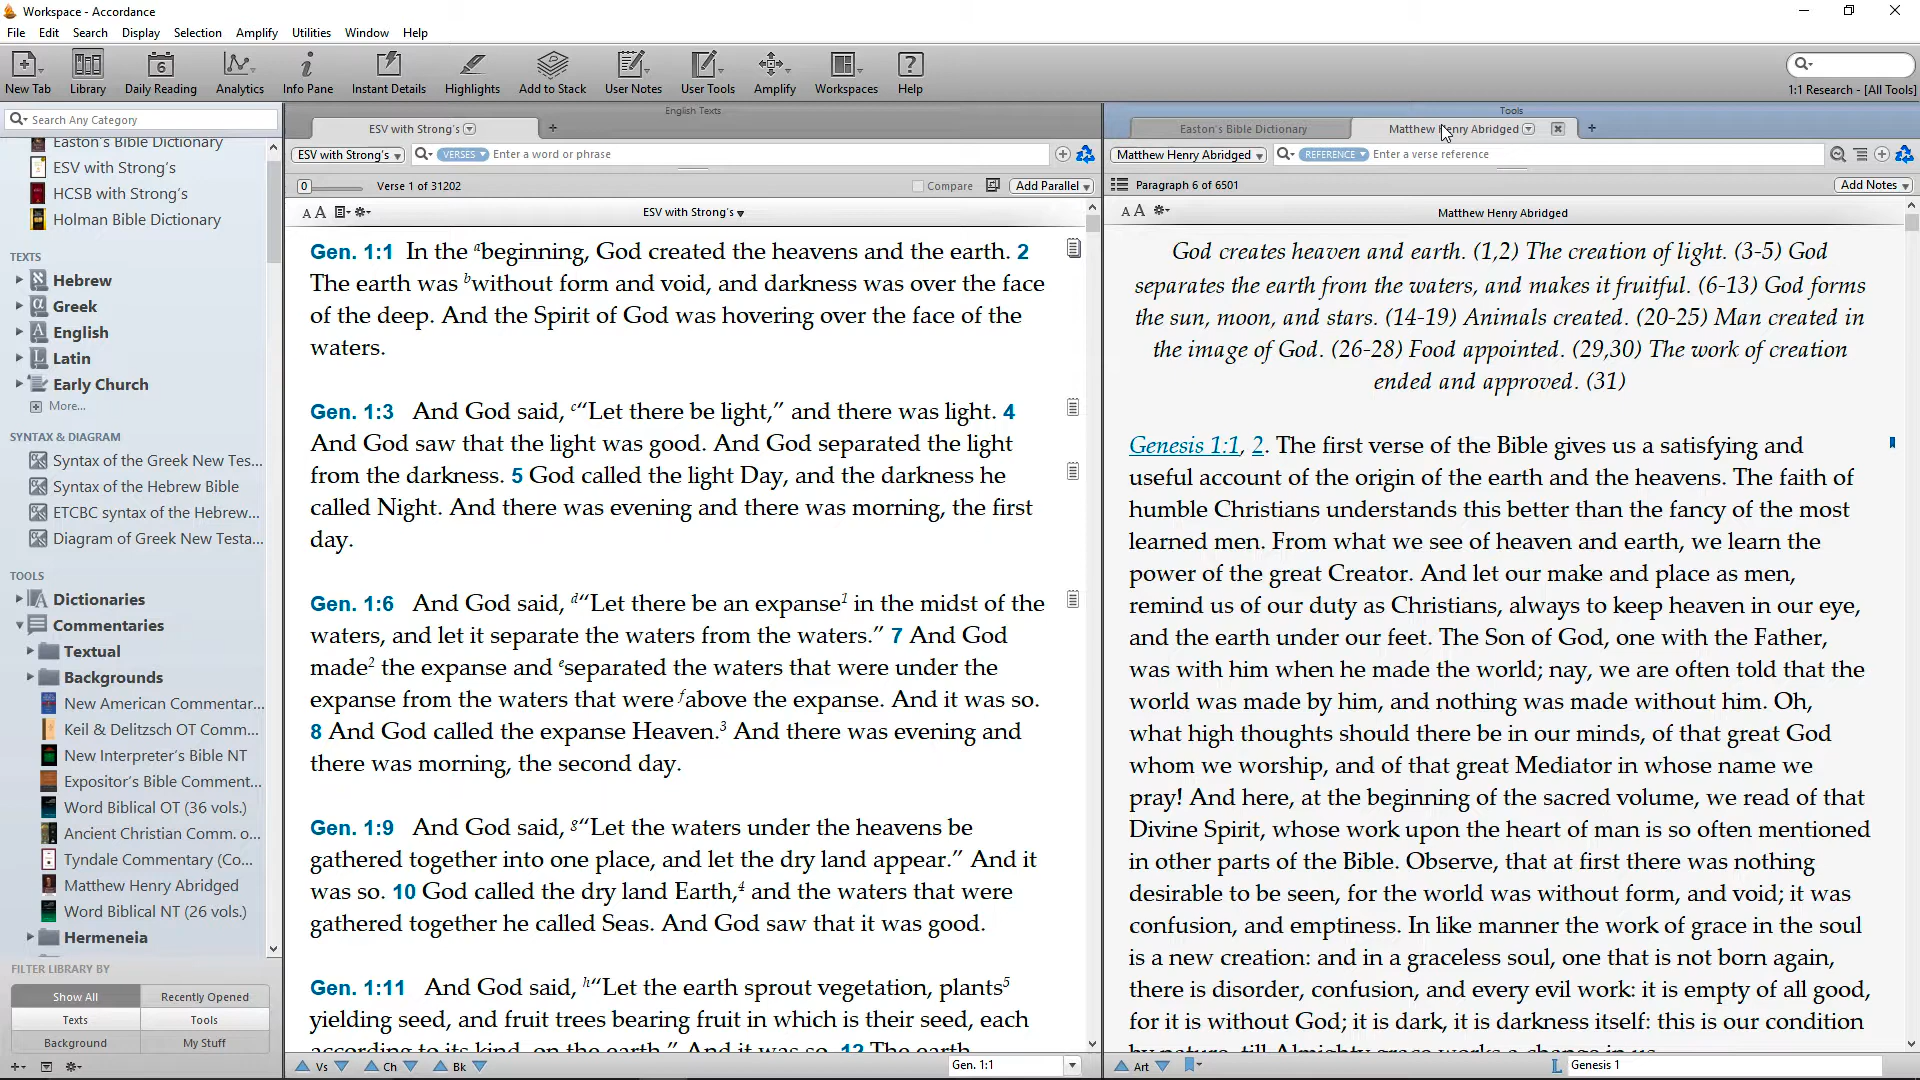 Workspace - Accordance
File Edit Search Display Selection Amplify Utilities Window Help
New Tab Library Daily Reading Analytics Info Pane Instant Details Highlights Add to Stack User Notes User Tools Amplify Workspaces Help
6
1:1 Research - [All Tools]
Search Any Category
Easton's Bible Dictionary
ESV with Strong's
HCSB with Strong's
Holman Bible Dictionary
TEXTS
Hebrew
Greek
English
Latin
Early Church
More...
SYNTAX & DIAGRAM
Syntax of the Greek New Tes...
Syntax of the Hebrew Bible
ETCBC syntax of the Hebrew...
Diagram of Greek New Testa...
TOOLS
Dictionaries
Commentaries
Textual
Backgrounds
New American Commentar...
Keil & Delitzsch OT Comm...
New Interpreter's Bible NT
Expositor's Bible Comment...
Word Biblical OT (36 vols.)
Ancient Christian Comm. o...
Tyndale Commentary (Co...
Matthew Henry Abridged
Word Biblical NT (26 vols.)
Hermeneia
FILTER LIBRARY BY
Show All Recently Opened
Texts Tools
Background My Stuff
English Texts
ESV with Strong's
ESV with Strong's VERSES Enter a word or phrase
0 Verse 1 of 31202 Compare Add Parallel
A A ESV with Strong's
Gen. 1:1 In the a beginning, God created the heavens and the earth. 2
The earth was b without form and void, and darkness was over the face
of the deep. And the Spirit of God was hovering over the face of the
waters.
Gen. 1:3 And God said, c “Let there be light,” and there was light. 4
And God saw that the light was good. And God separated the light
from the darkness. 5 God called the light Day, and the darkness he
called Night. And there was evening and there was morning, the first
day.
Gen. 1:6 And God said, d “Let there be an expanse1 in the midst of the
waters, and let it separate the waters from the waters.” 7 And God
made2 the expanse and e separated the waters that were under the
expanse from the waters that were f above the expanse. And it was so.
8 And God called the expanse Heaven.3 And there was evening and
there was morning, the second day.
Gen. 1:9 And God said, g “Let the waters under the heavens be
gathered together into one place, and let the dry land appear.” And it
was so. 10 God called the dry land Earth,4 and the waters that were
gathered together he called Seas. And God saw that it was good.
Gen. 1:11 And God said, h “Let the earth sprout vegetation, plants5
yielding seed, and fruit trees bearing fruit in which is their seed, each
according to its kind, on the earth.” And it was so. 12 The earth
Vs Ch Bk Gen. 1:1
Tools
Easton's Bible Dictionary Matthew Henry Abridged
Matthew Henry Abridged REFERENCE Enter a verse reference
Paragraph 6 of 6501 Add Notes
A A Matthew Henry Abridged
God creates heaven and earth. (1,2) The creation of light. (3-5) God
separates the earth from the waters, and makes it fruitful. (6-13) God forms
the sun, moon, and stars. (14-19) Animals created. (20-25) Man created in
the image of God. (26-28) Food appointed. (29,30) The work of creation
ended and approved. (31)
Genesis 1:1, 2. The first verse of the Bible gives us a satisfying and
useful account of the origin of the earth and the heavens. The faith of
humble Christians understands this better than the fancy of the most
learned men. From what we see of heaven and earth, we learn the
power of the great Creator. And let our make and place as men,
remind us of our duty as Christians, always to keep heaven in our eye,
and the earth under our feet. The Son of God, one with the Father,
was with him when he made the world; nay, we are often told that the
world was made by him, and nothing was made without him. Oh,
what high thoughts should there be in our minds, of that great God
whom we worship, and of that great Mediator in whose name we
pray! And here, at the beginning of the sacred volume, we read of that
Divine Spirit, whose work upon the heart of man is so often mentioned
in other parts of the Bible. Observe, that at first there was nothing
desirable to be seen, for the world was without form, and void; it was
confusion, and emptiness. In like manner the work of grace in the soul
is a new creation: and in a graceless soul, one that is not born again,
there is disorder, confusion, and every evil work: it is empty of all good,
for it is without God; it is dark, it is darkness itself: this is our condition
by nature, till Almighty grace works a change in us.
Art Genesis 1